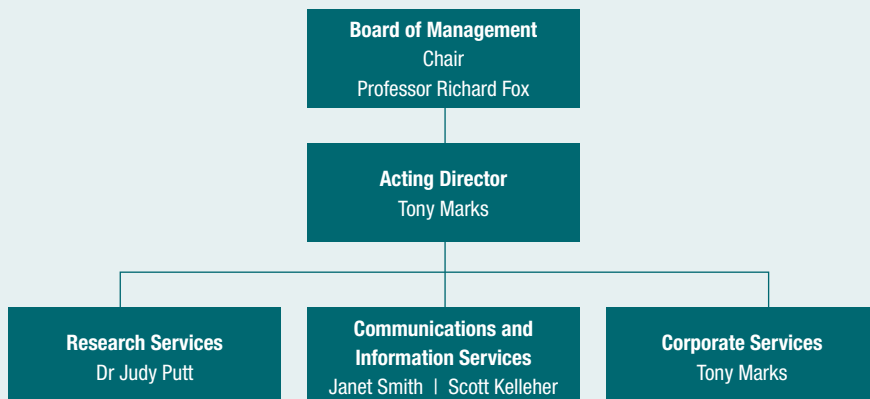 Board of Management
Chair
Professor Richard Fox
Acting Director
Tony Marks
Research Services
Dr Judy Putt
Communications and
Information Services
Janet Smith | Scott Kelleher
Corporate Services
Tony Marks